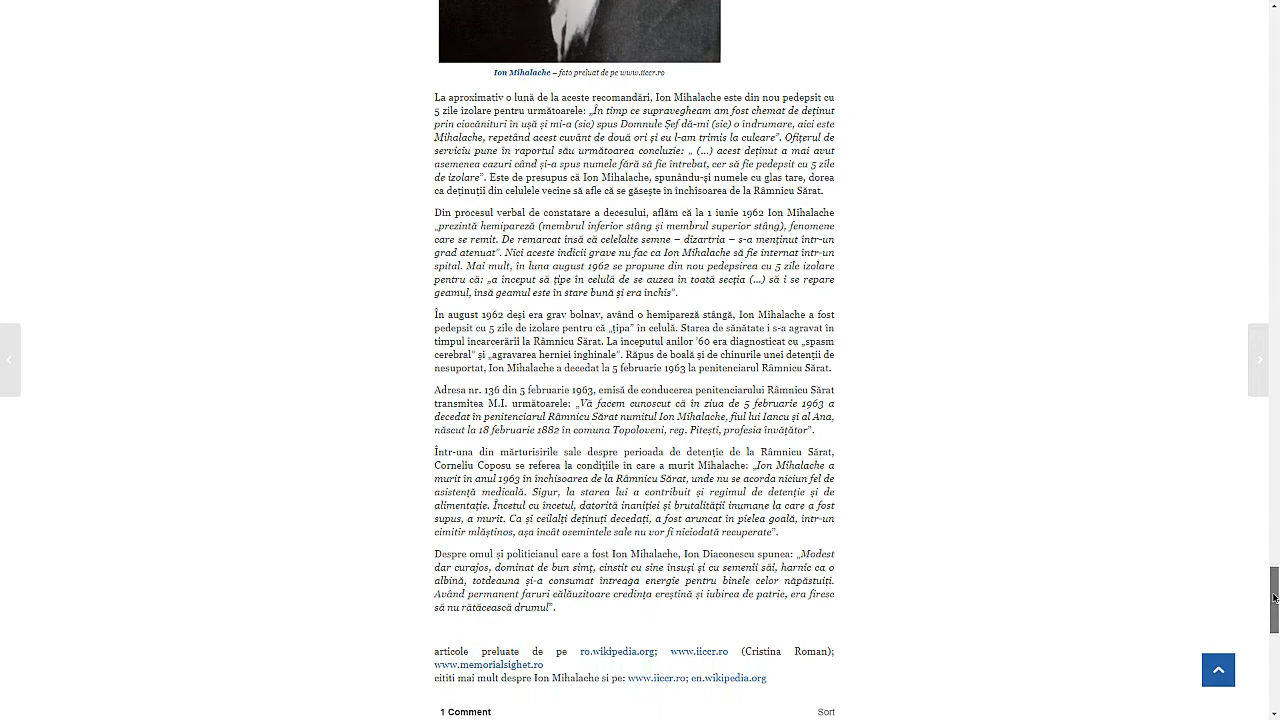 Ion Mihalache – foto preluat de pe www.iiccr.ro
La aproximativ o lună de la aceste recomandări, Ion Mihalache este din nou pedepsit cu
5 zile izolare pentru următoarele: „În timp ce supravegheam am fost chemat de deținut
prin ciocănituri în ușă și mi-a (sic) spus Domnule Șef dă-mi (sic) o îndrumare, aici este
Mihalache, repetând acest cuvânt de două ori și eu l-am trimis la culcare”. Ofițerul de
serviciu pune în raportul său următoarea concluzie: „ (...) acest deținut a mai avut
asemenea cazuri când și-a spus numele fără să fie întrebat, cer să fie pedepsit cu 5 zile
de izolare”. Este de presupus că Ion Mihalache, spunându-și numele cu glas tare, dorea
ca deținuții din celulele vecine să afle că se găsește în închisoarea de la Râmnicu Sărat.
Din procesul verbal de constatare a decesului, aflăm că la 1 iunie 1962 Ion Mihalache
„prezintă hemipareză (membrul inferior stâng și membrul superior stâng), fenomene
care se remit. De remarcat însă că celelalte semne – dizartria – s-a menținut într-un
grad atenuat”. Nici aceste indicii grave nu fac ca Ion Mihalache să fie internat într-un
spital. Mai mult, în luna august 1962 se propune din nou pedepsirea cu 5 zile izolare
pentru că: „a început să țipe în celulă de se auzea în toată secția (...) să i se repare
geamul, însă geamul este în stare bună și era închis”.
În august 1962 deși era grav bolnav, având o hemipareză stângă, Ion Mihalache a fost
pedepsit cu 5 zile de izolare pentru că „țipa” în celulă. Starea de sănătate i s-a agravat în
timpul incarcerării la Râmnicu Sărat. La începutul anilor ’60 era diagnosticat cu „spasm
cerebral” și „agravarea herniei inghinale”. Răpus de boală și de chinurile unei detenții de
nesuportat, Ion Mihalache a decedat la 5 februarie 1963 la penitenciarul Râmnicu Sărat.
Adresa nr. 136 din 5 februarie 1963, emisă de conducerea penitenciarului Râmnicu Sărat
transmitea M.I. următoarele: „Vă facem cunoscut că în ziua de 5 februarie 1963 a
decedat în penitenciarul Râmnicu Sărat numitul Ion Mihalache, fiul lui Iancu și al Ana,
născut la 18 februarie 1882 în comuna Topoloveni, reg. Pitești, profesia învățător”.
Într-una din mărturisirile sale despre perioada de detenție de la Râmnicu Sărat,
Corneliu Coposu se referea la condițiile în care a murit Mihalache: „Ion Mihalache a
murit în anul 1963 în închisoarea de la Râmnicu Sărat, unde nu se acorda niciun fel de
asistență medicală. Sigur, la starea lui a contribuit și regimul de detenție și de
alimentație. Încetul cu încetul, datorită inaniției și brutalității inumane la care a fost
supus, a murit. Ca și ceilalți deținuți decedați, a fost aruncat în pielea goală, într-un
cimitir mlăștinos, așa încât osemintele sale nu vor fi niciodată recuperate”.
Despre omul și politicianul care a fost Ion Mihalache, Ion Diaconescu spunea: „Modest
dar curajos, dominat de bun simț, cinstit cu sine însuși și cu semenii săi, harnic ca o
albină, totdeauna și-a consumat întreaga energie pentru binele celor năpăstuiți.
Având permanent faruri călăuzitoare credința creștină și iubirea de patrie, era firesc
să nu rătăcească drumul”.
articole preluate de pe ro.wikipedia.org; www.iiccr.ro (Cristina Roman);
www.memorialsighet.ro
cititi mai mult despre Ion Mihalache si pe: www.iiccr.ro; en.wikipedia.org
1 Comment Sort